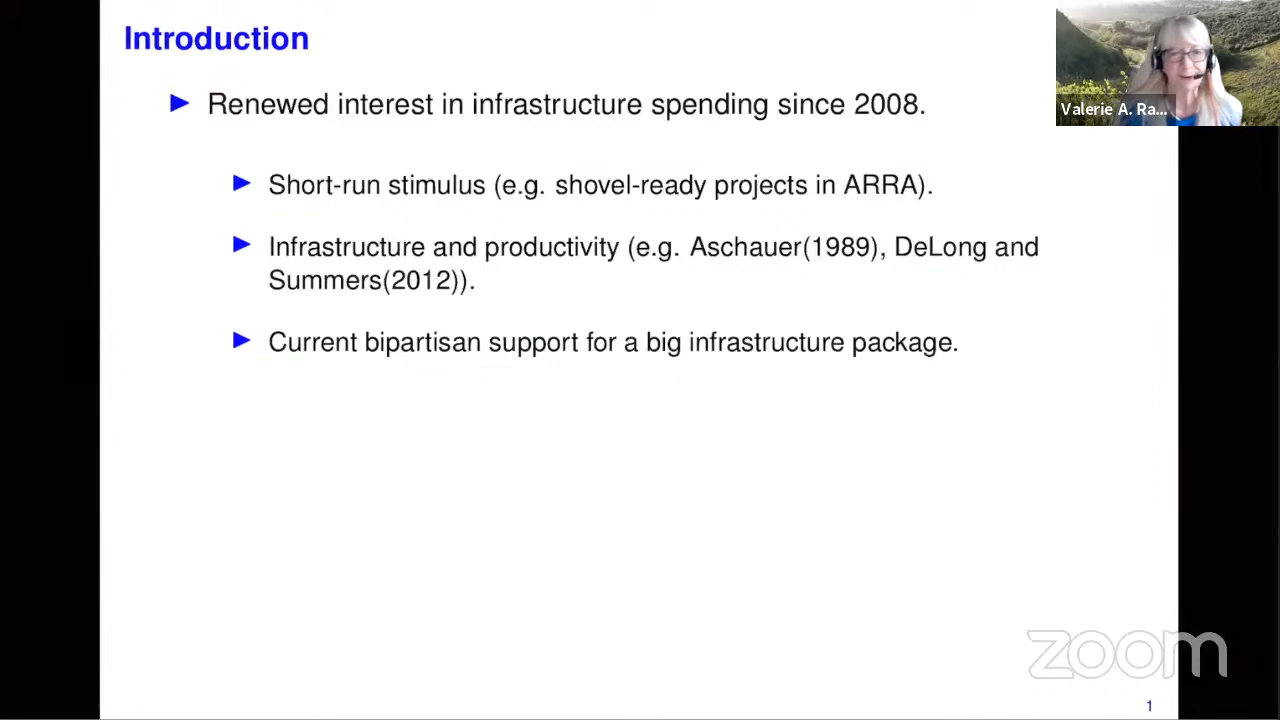 Introduction
Renewed interest in infrastructure spending since 2008.
Valerie A. Ra...
Short-run stimulus (e.g. shovel-ready projects in ARRA).
Infrastructure and productivity (e.g. Aschauer(1989), DeLong and
Summers(2012)).
Current bipartisan support for a big infrastructure package.
zoom
1